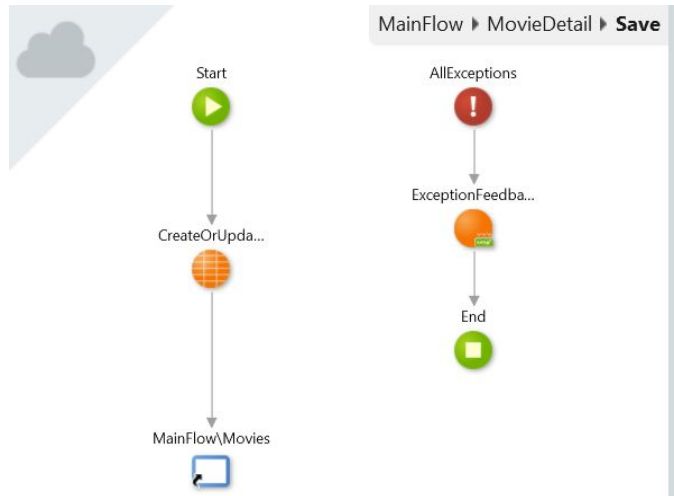 MainFlow ▶ MovieDetail ▶ Save
Start
AllExceptions
ExceptionFeedba...
CreateOrUpda...
End
MainFlow\Movies